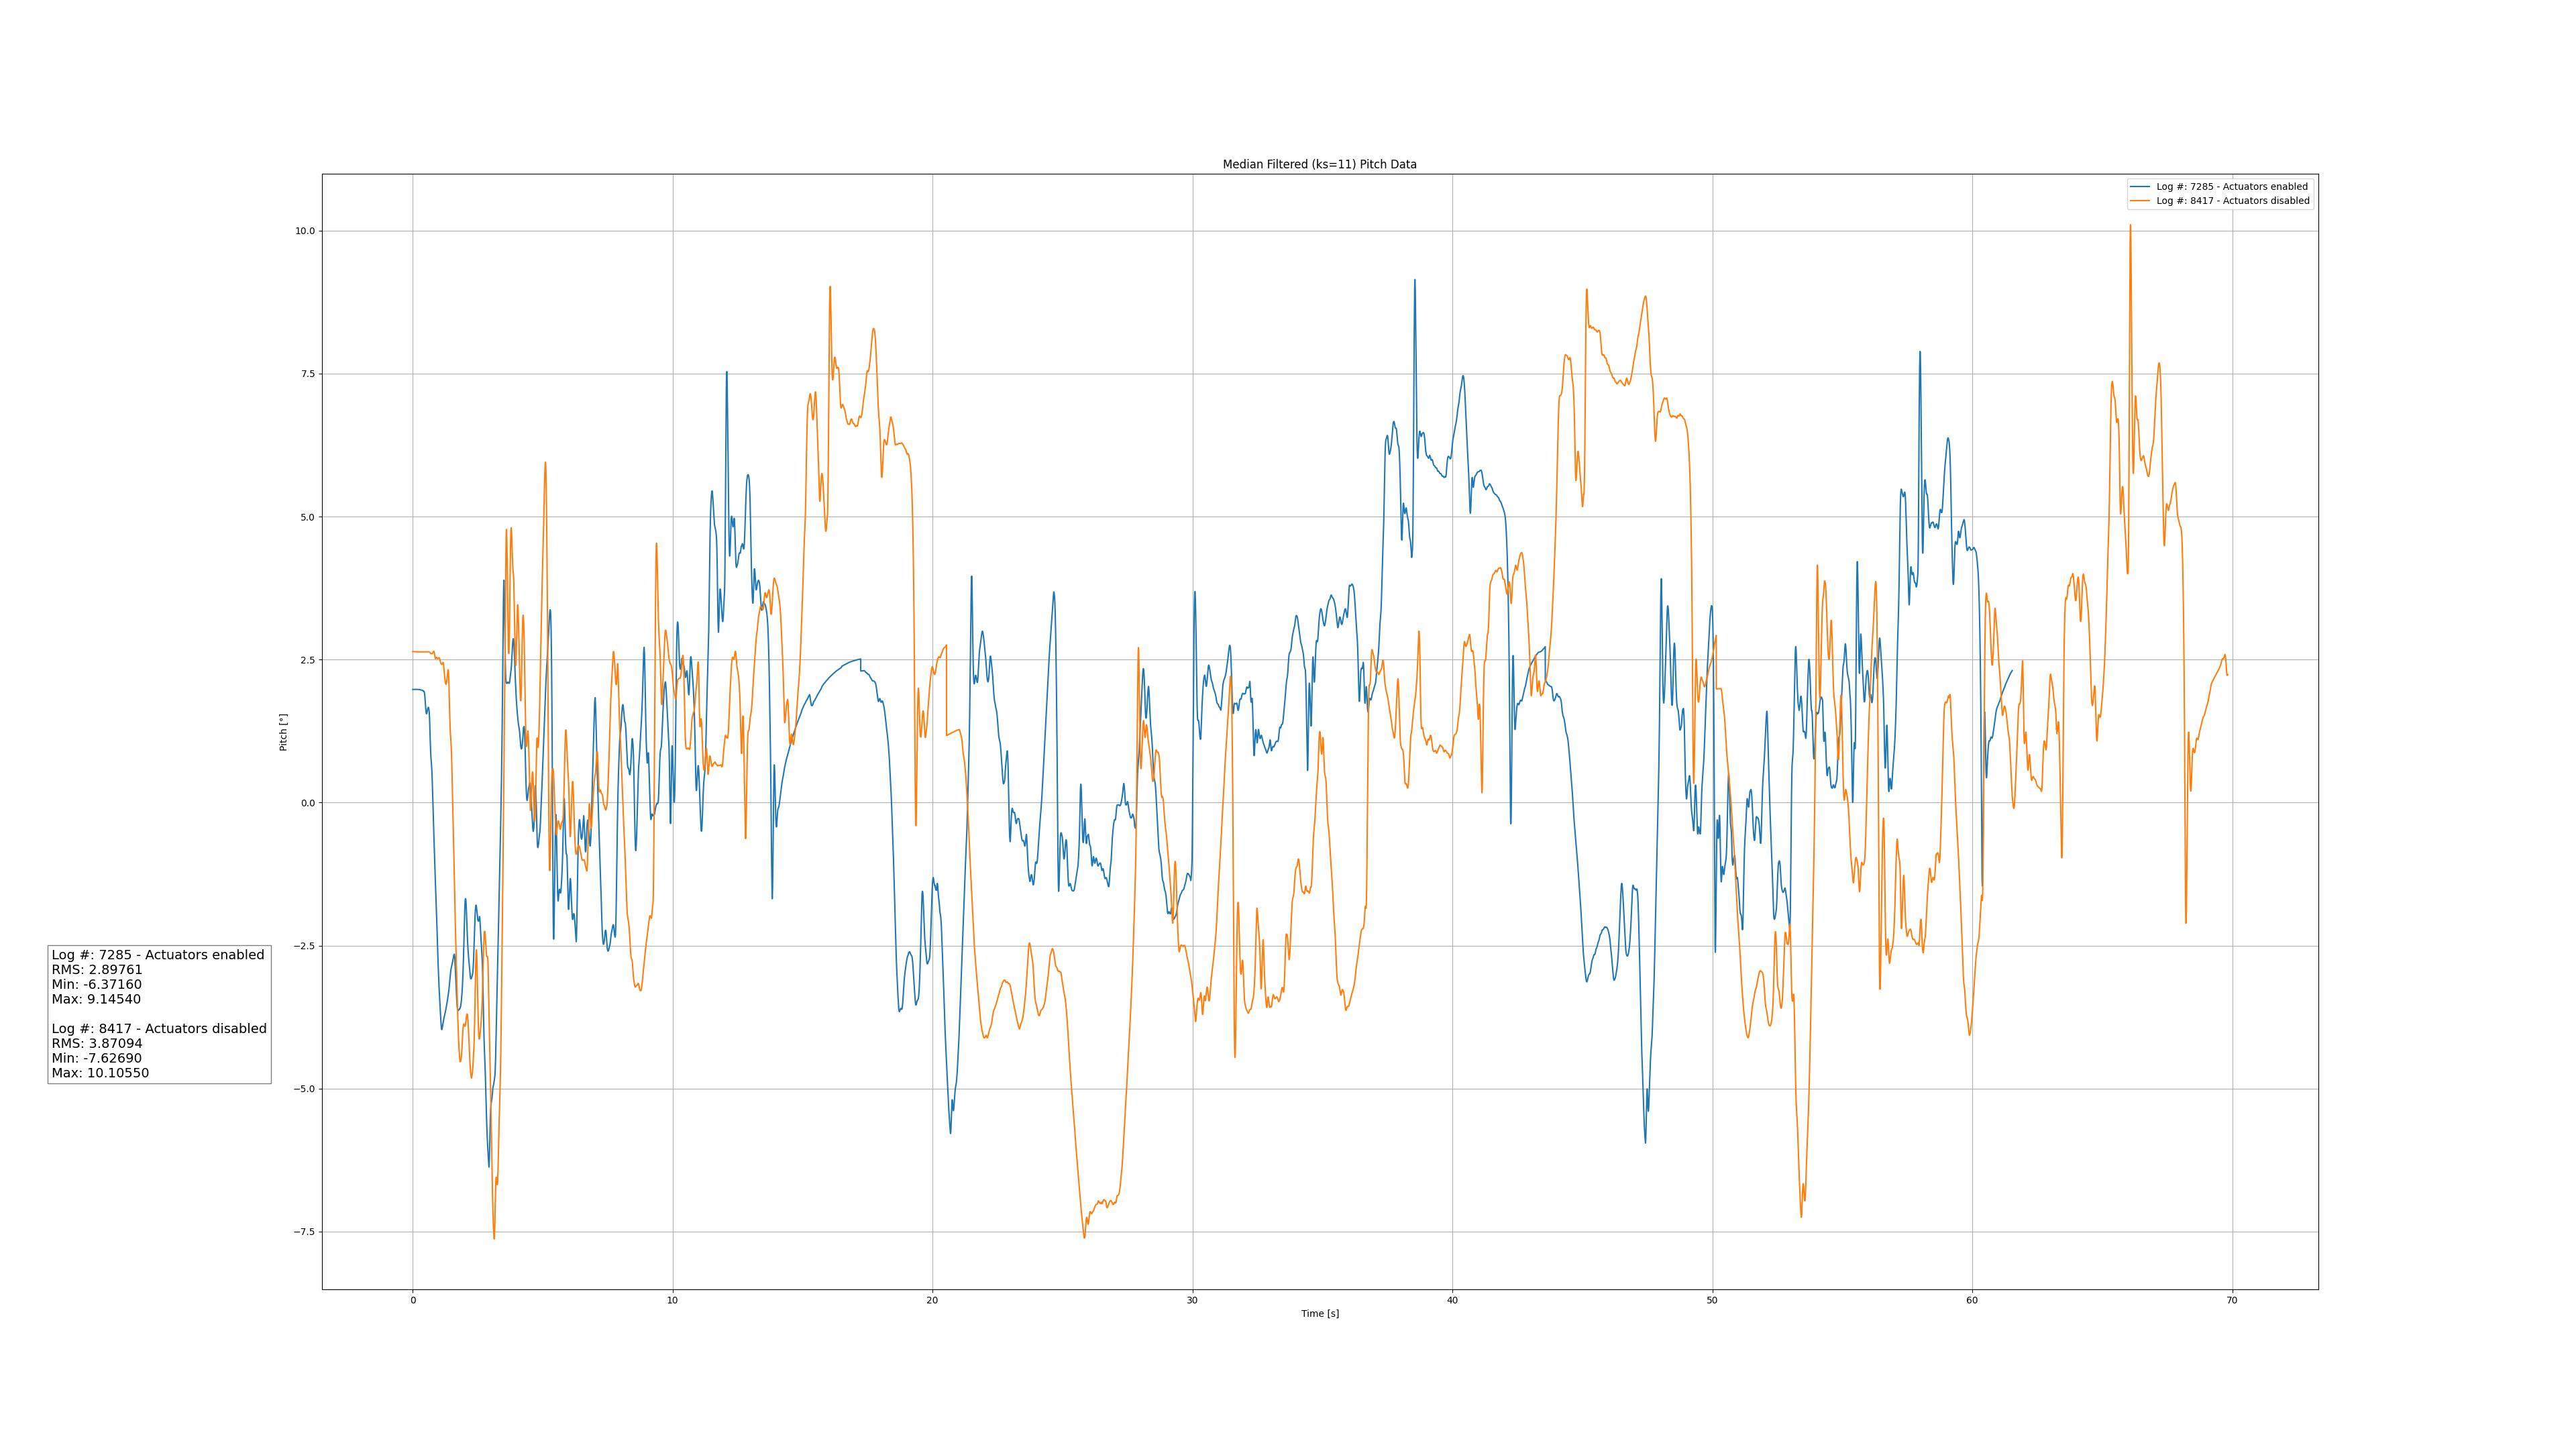 Median Filtered (ks=11) Pitch Data
Log #: 7285 - Actuators enabled
Log #: 8417 - Actuators disabled
10.0
7.5
5.0
2.5
0.0
−2.5
−5.0
−7.5
Pitch [°]
Log #: 7285 - Actuators enabled
RMS: 2.89761
Min: -6.37160
Max: 9.14540
Log #: 8417 - Actuators disabled
RMS: 3.87094
Min: -7.62690
Max: 10.10550
0 10 20 30 40 50 60 70
Time [s]